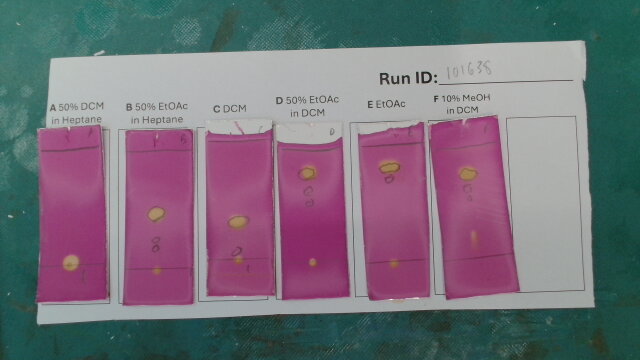 Run ID: 101638
A 50% DCM
in Heptane
B 50% EtOAc
in Heptane
C DCM
D 50% EtOAc
in DCM
E EtOAc
F 10% MeOH
in DCM